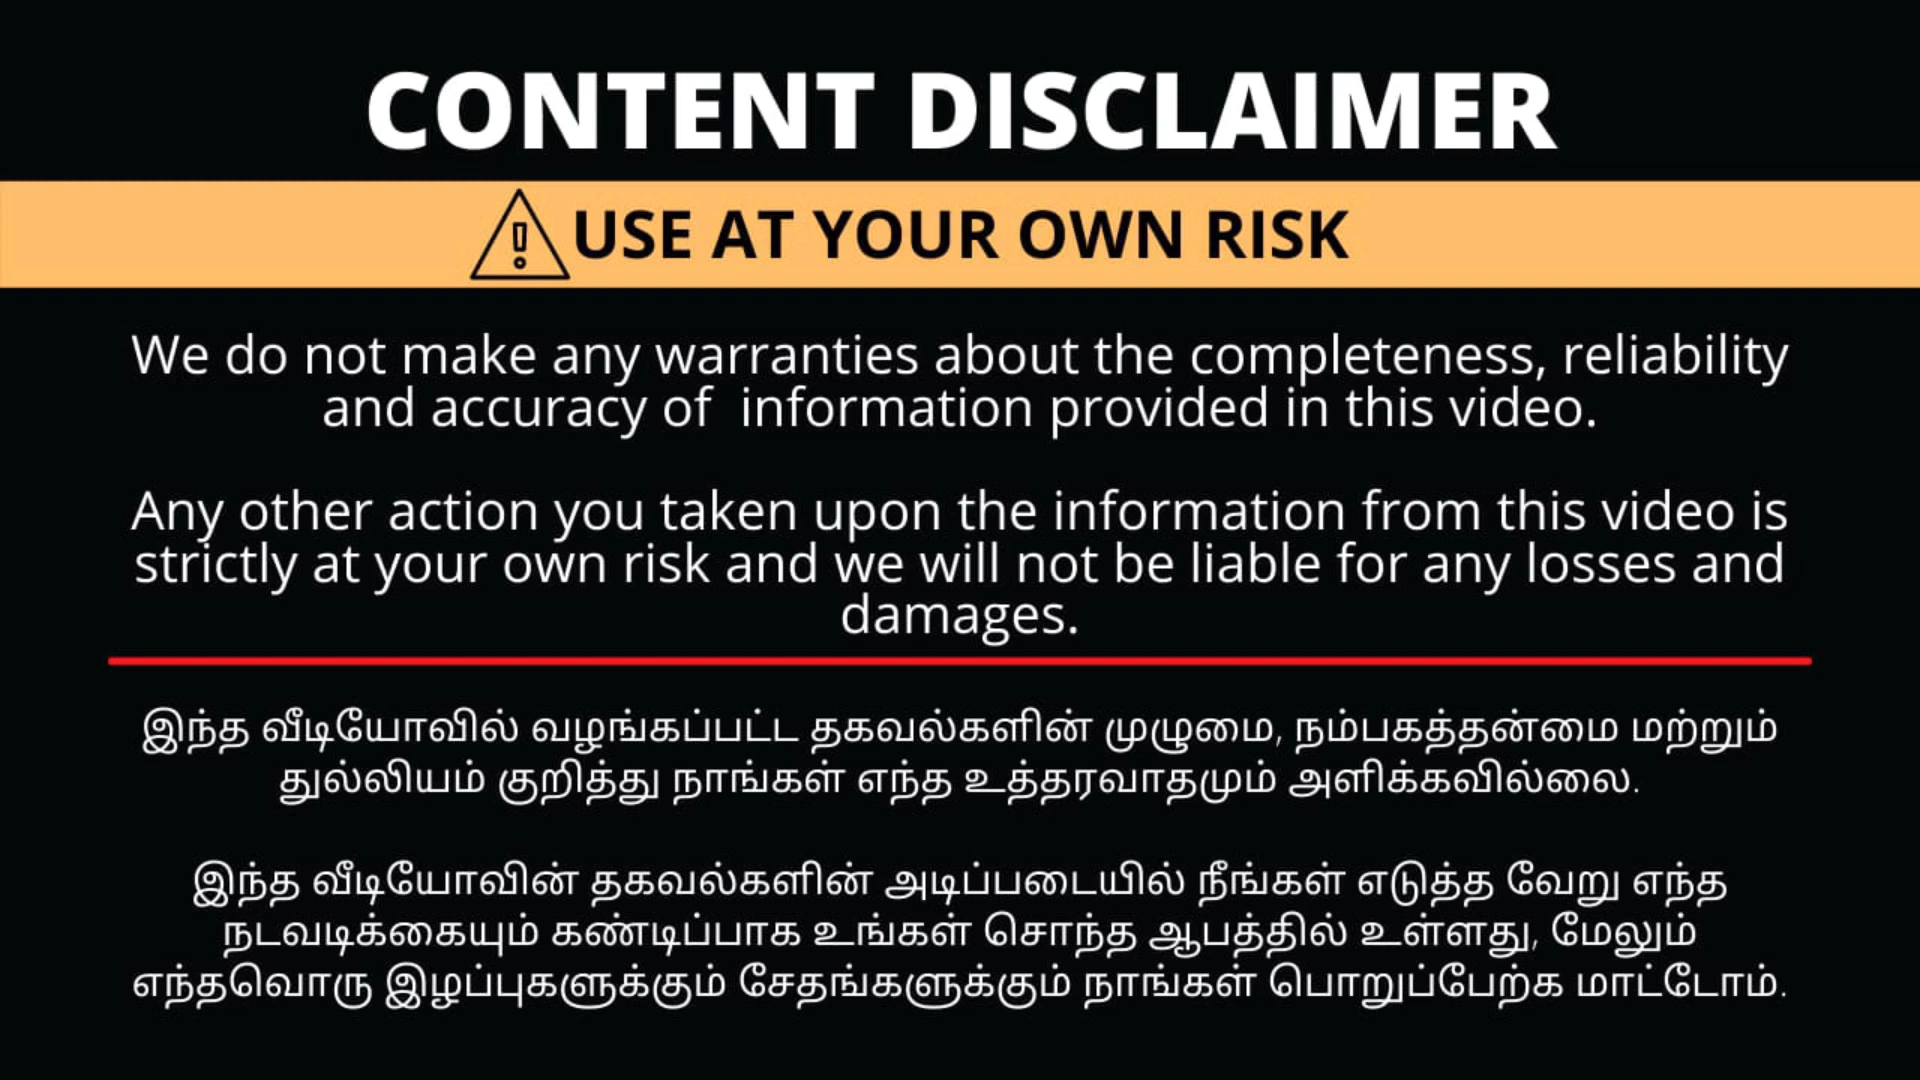 CONTENT DISCLAIMER
USE AT YOUR OWN RISK
We do not make any warranties about the completeness, reliability
and accuracy of information provided in this video.
Any other action you taken upon the information from this video is
strictly at your own risk and we will not be liable for any losses and
damages.
இந்த வீடியோவில் வழங்கப்பட்ட தகவல்களின் முழுமை, நம்பகத்தன்மை மற்றும்
துல்லியம் குறித்து நாங்கள் எந்த உத்தரவாதமும் அளிக்கவில்லை.
இந்த வீடியோவின் தகவல்களின் அடிப்படையில் நீங்கள் எடுத்த வேறு எந்த
நடவடிக்கையும் கண்டிப்பாக உங்கள் சொந்த ஆபத்தில் உள்ளது, மேலும்
எந்தவொரு இழப்புகளுக்கும் சேதங்களுக்கும் நாங்கள் பொறுப்பேற்க மாட்டோம்.